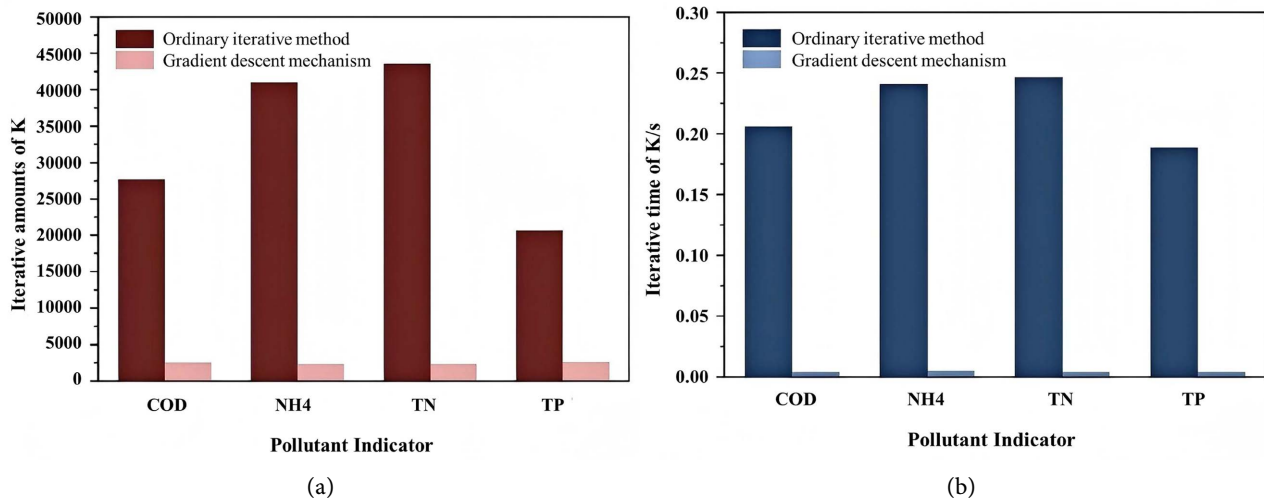 50000
45000
40000
35000
30000
25000
20000
15000
10000
5000
0
Iterative amounts of K
Ordinary iterative method
Gradient descent mechanism
COD NH4 TN TP
Pollutant Indicator
(a)
0.30
0.25
0.20
0.15
0.10
0.05
0.00
Iterative time of K/s
Ordinary iterative method
Gradient descent mechanism
COD NH4 TN TP
Pollutant Indicator
(b)